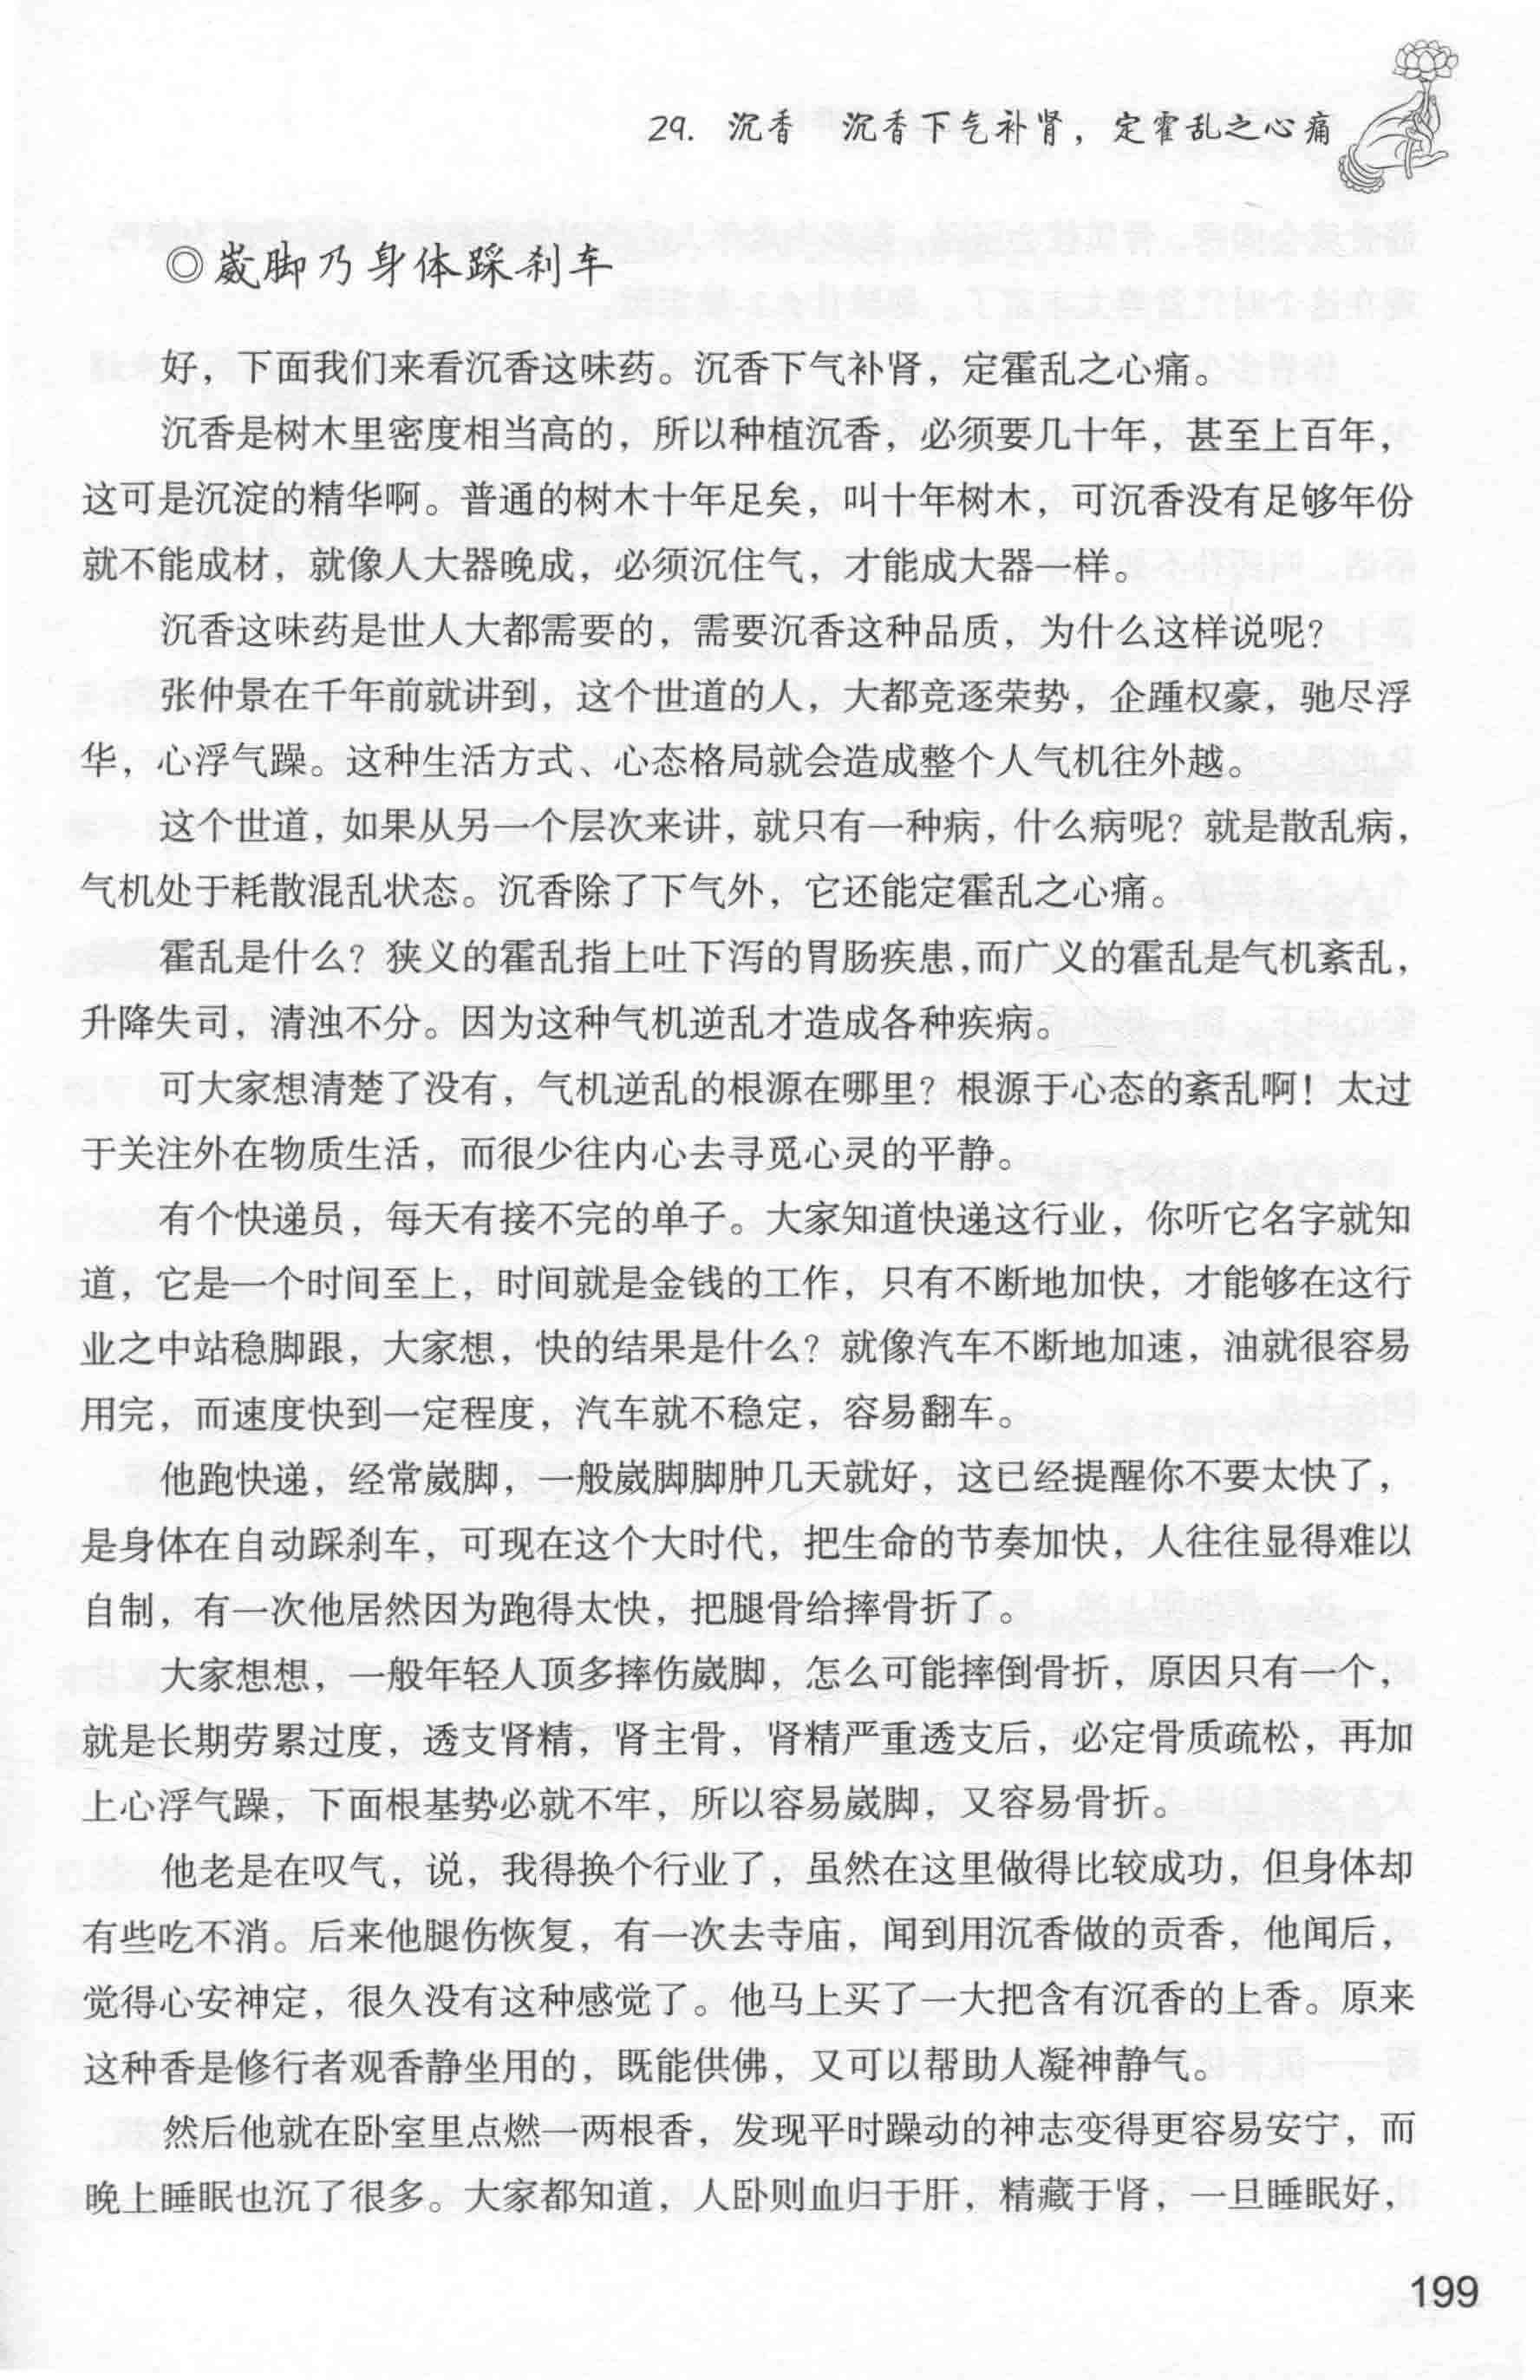 29. 沉香　沉香下气补肾，定霍乱之心痛
◎崴脚乃身体踩刹车
好，下面我们来看沉香这味药。沉香下气补肾，定霍乱之心痛。
沉香是树木里密度相当高的，所以种植沉香，必须要几十年，甚至上百年，
这可是沉淀的精华啊。普通的树木十年足矣，叫十年树木，可沉香没有足够年份
就不能成材，就像人大器晚成，必须沉住气，才能成大器一样。
沉香这味药是世人大都需要的，需要沉香这种品质，为什么这样说呢？
张仲景在千年前就讲到，这个世道的人，大都竞逐荣势，企踵权豪，驰尽浮
华，心浮气躁。这种生活方式、心态格局就会造成整个人气机往外越。
这个世道，如果从另一个层次来讲，就只有一种病，什么病呢？就是散乱病，
气机处于耗散混乱状态。沉香除了下气外，它还能定霍乱之心痛。
霍乱是什么？狭义的霍乱指上吐下泻的胃肠疾患，而广义的霍乱是气机紊乱，
升降失司，清浊不分。因为这种气机逆乱才造成各种疾病。
可大家想清楚了没有，气机逆乱的根源在哪里？根源于心态的紊乱啊！太过
于关注外在物质生活，而很少往内心去寻觅心灵的平静。
有个快递员，每天有接不完的单子。大家知道快递这行业，你听它名字就知
道，它是一个时间至上，时间就是金钱的工作，只有不断地加快，才能够在这行
业之中站稳脚跟，大家想，快的结果是什么？就像汽车不断地加速，油就很容易
用完，而速度快到一定程度，汽车就不稳定，容易翻车。
他跑快递，经常崴脚，一般崴脚脚肿几天就好，这已经提醒你不要太快了，
是身体在自动踩刹车，可现在这个大时代，把生命的节奏加快，人往往显得难以
自制，有一次他居然因为跑得太快，把腿骨给摔骨折了。
大家想想，一般年轻人顶多摔伤崴脚，怎么可能摔倒骨折，原因只有一个，
就是长期劳累过度，透支肾精，肾主骨，肾精严重透支后，必定骨质疏松，再加
上心浮气躁，下面根基势必就不牢，所以容易崴脚，又容易骨折。
他老是在叹气，说，我得换个行业了，虽然在这里做得比较成功，但身体却
有些吃不消。后来他腿伤恢复，有一次去寺庙，闻到用沉香做的贡香，他闻后，
觉得心安神定，很久没有这种感觉了。他马上买了一大把含有沉香的上香。原来
这种香是修行者观香静坐用的，既能供佛，又可以帮助人凝神静气。
然后他就在卧室里点燃一两根香，发现平时躁动的神志变得更容易安宁，而
晚上睡眠也沉了很多。大家都知道，人卧则血归于肝，精藏于肾，一旦睡眠好，
199